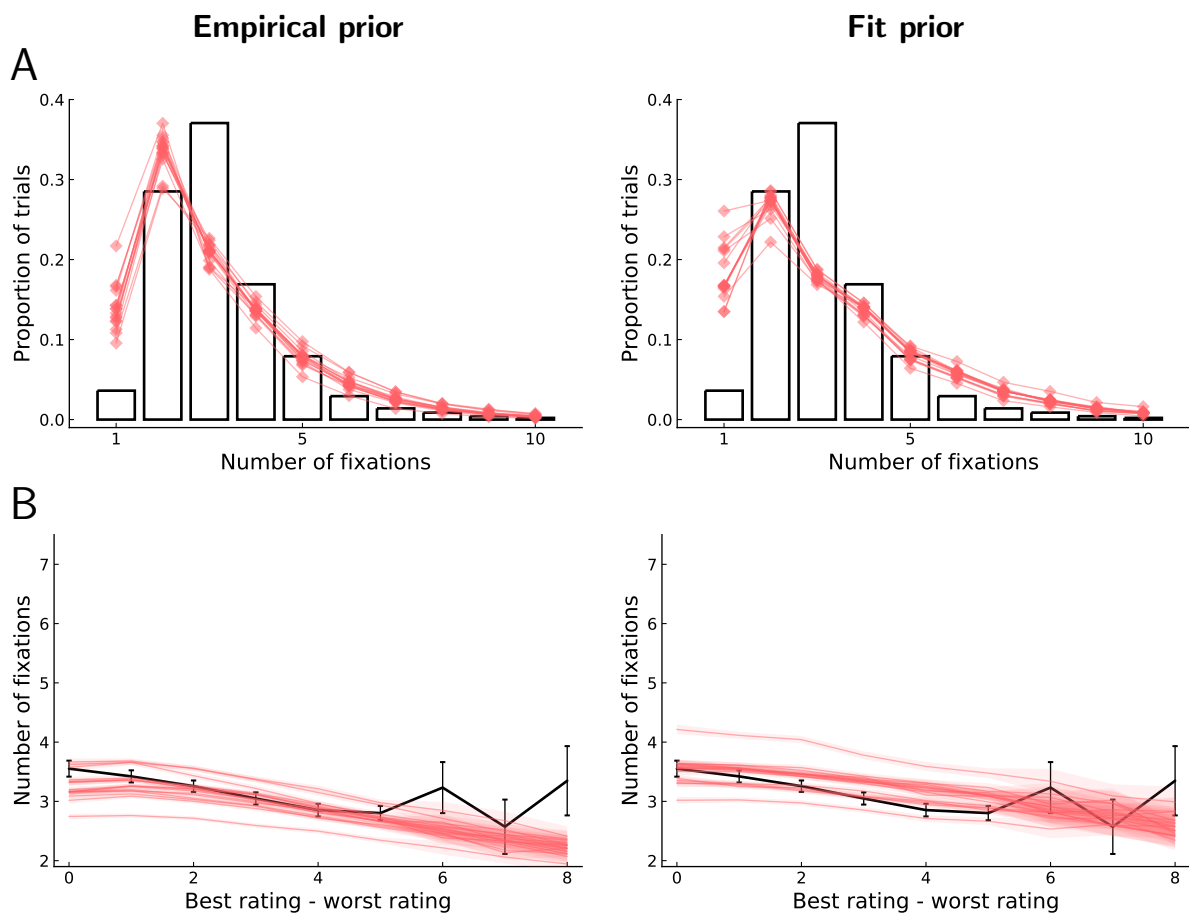 Empirical prior
Fit prior
A
0.4
0.3
0.2
0.1
0.0
Proportion of trials
1 5 10
Number of fixations
0.4
0.3
0.2
0.1
0.0
Proportion of trials
1 5 10
Number of fixations
B
7
6
5
4
3
2
Number of fixations
0 2 4 6 8
Best rating - worst rating
7
6
5
4
3
2
Number of fixations
0 2 4 6 8
Best rating - worst rating